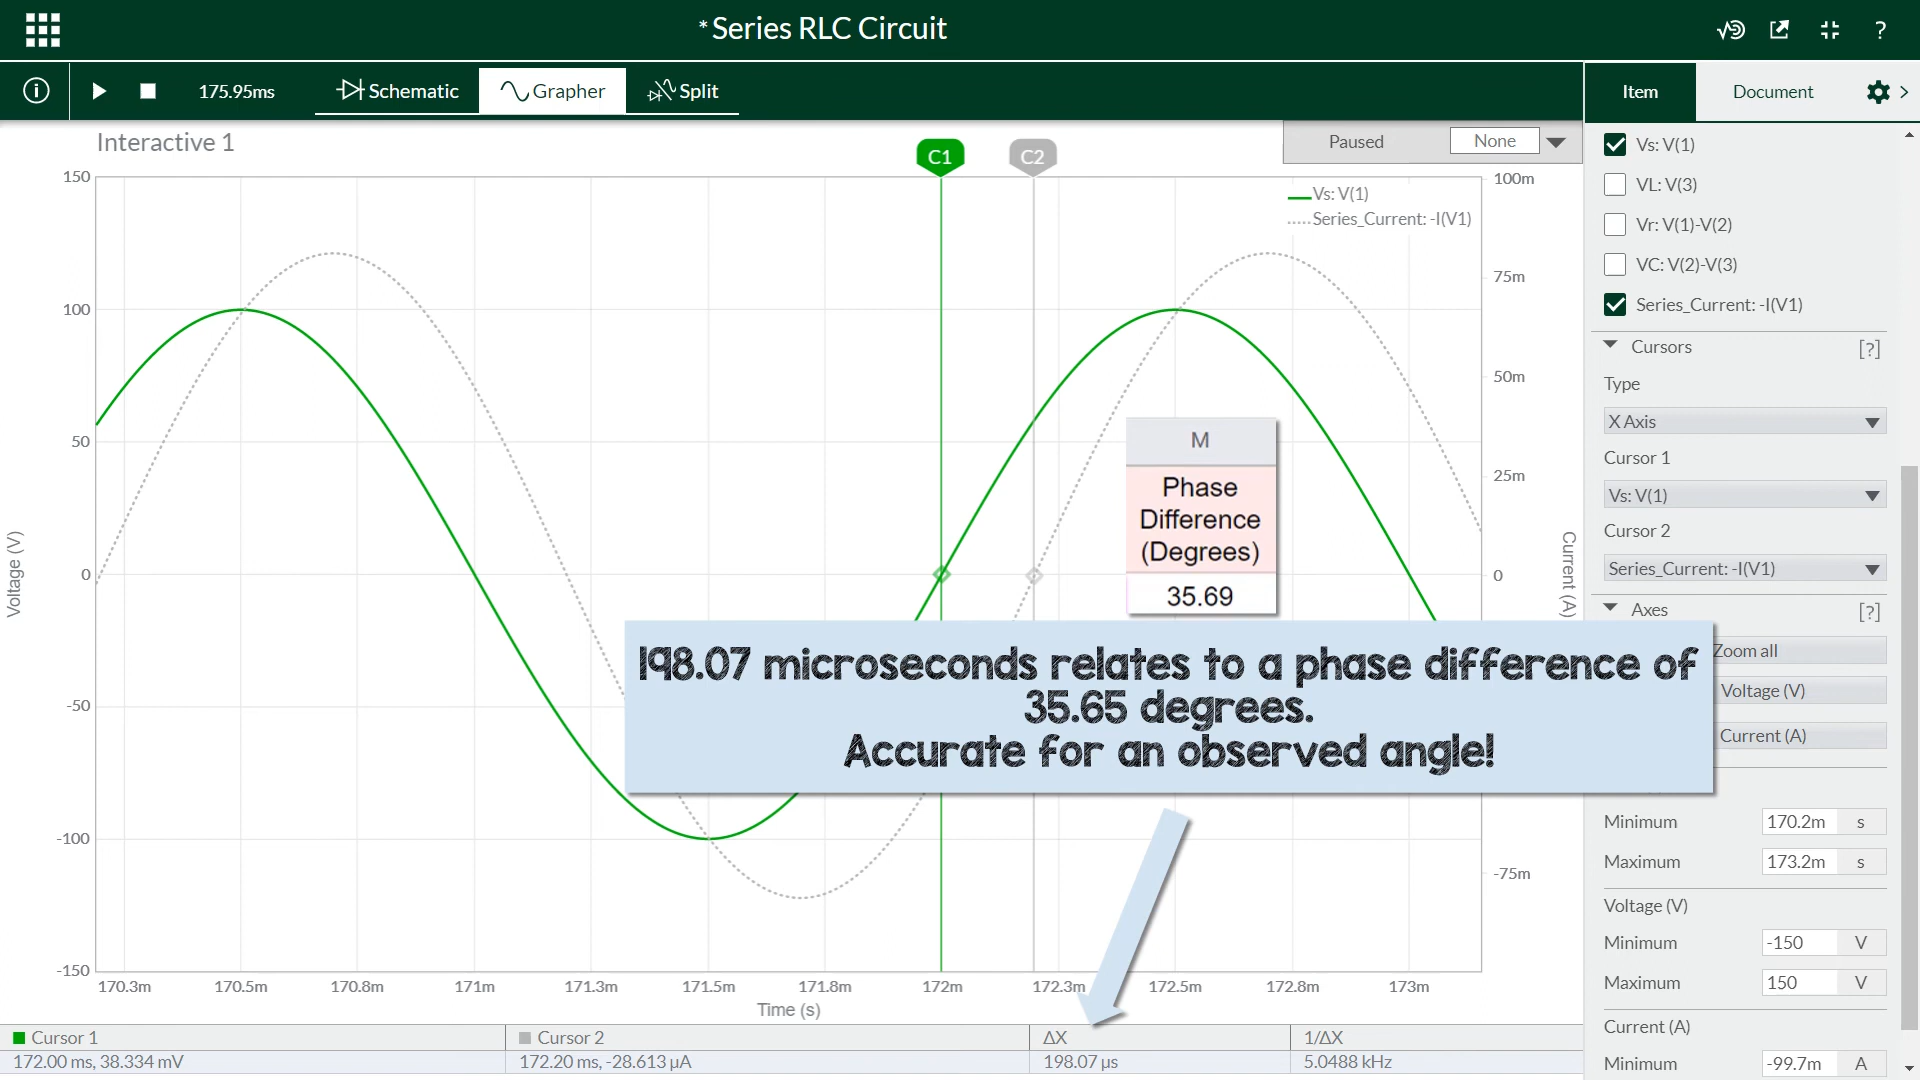 * Series RLC Circuit
?
175.95ms
Schematic
Grapher
Split
Item
Document
Interactive 1
Paused
None
C1
C2
Vs: V(1)
Series_Current: -I(V1)
150
100
50
0
-50
-100
-150
Voltage (V)
100m
75m
50m
25m
0
-75m
Current (A)
M
Phase
Difference
(Degrees)
35.69
198.07 microseconds relates to a phase difference of
35.65 degrees.
Accurate for an observed angle!
170.3m
170.5m
170.8m
171m
171.3m
171.5m
171.8m
172m
172.3m
172.5m
172.8m
173m
Time (s)
Cursor 1
Cursor 2
ΔX
1/ΔX
172.00 ms, 38.334 mV
172.20 ms, -28.613 µA
198.07 µs
5.0488 kHz
Vs: V(1)
VL: V(3)
Vr: V(1)-V(2)
VC: V(2)-V(3)
Series_Current: -I(V1)
Cursors [?]
Type
X Axis
Cursor 1
Vs: V(1)
Cursor 2
Series_Current: -I(V1)
Axes [?]
Zoom all
Voltage (V)
Current (A)
Minimum 170.2m s
Maximum 173.2m s
Voltage (V)
Minimum -150 V
Maximum 150 V
Current (A)
Minimum -99.7m A